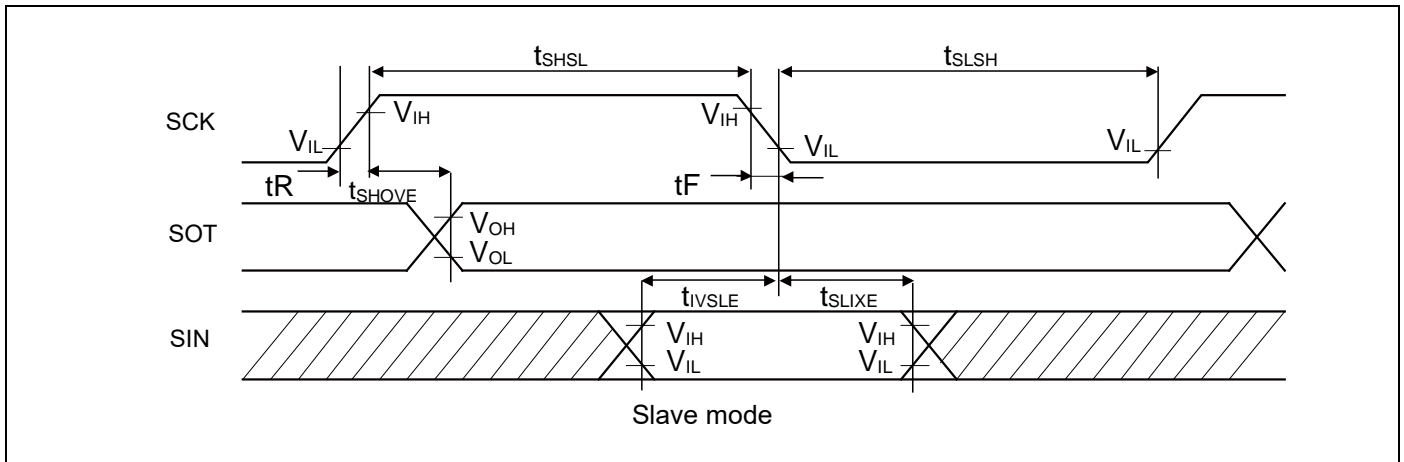 tSHSL tSLSH
SCK VIH VIH
VIL VIL VIL
tR tSHOVE tF
SOT VOH
VOL
tIVSLE tSLIXE
SIN VIH VIH
VIL VIL
Slave mode